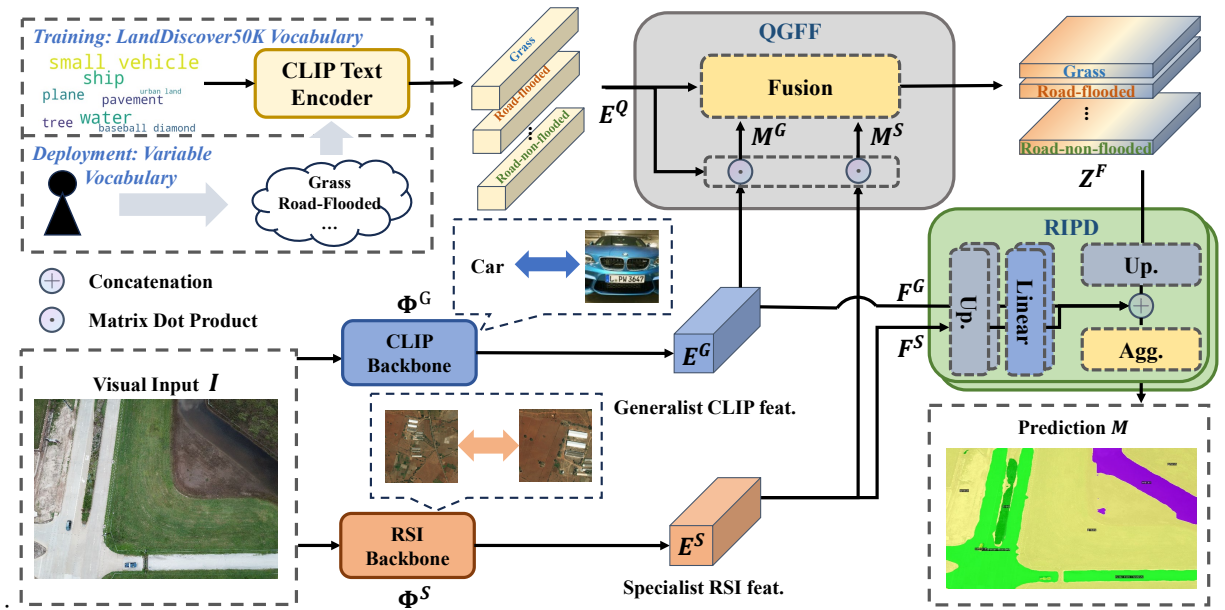 Training: LandDiscover50K Vocabulary
small vehicle
ship
urban land
plane
pavement
tree
water
baseball diamond
CLIP Text
Encoder
Deployment: Variable
Vocabulary
Grass
Road-Flooded
...
Grass
Road-flooded
...
Road-non-flooded
E^Q
QGFF
Fusion
M^G
M^S
Grass
Road-flooded
...
Road-non-flooded
Z^F
Concatenation
Matrix Dot Product
Car
L·PW 3647
Φ^G
CLIP
Backbone
E^G
Generalist CLIP feat.
F^G
F^S
RIPD
Up.
Linear
Up.
Agg.
Visual Input I
RSI
Backbone
Φ^S
E^S
Specialist RSI feat.
Prediction M
.